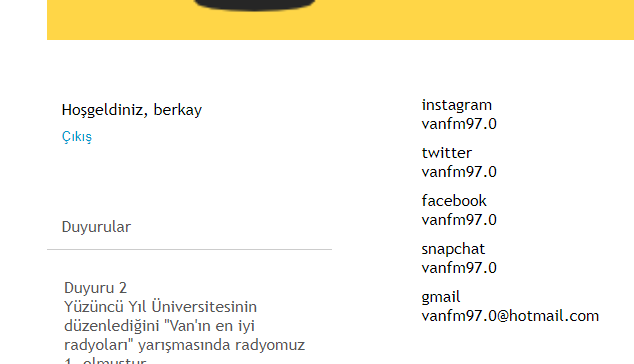 Hoşgeldiniz, berkay
Çıkış
Duyurular
Duyuru 2
Yüzüncü Yıl Üniversitesinin
düzenlediğini "Van'ın en iyi
radyoları" yarışmasında radyomuz
1. olmuştur
instagram
vanfm97.0
twitter
vanfm97.0
facebook
vanfm97.0
snapchat
vanfm97.0
gmail
vanfm97.0@hotmail.com